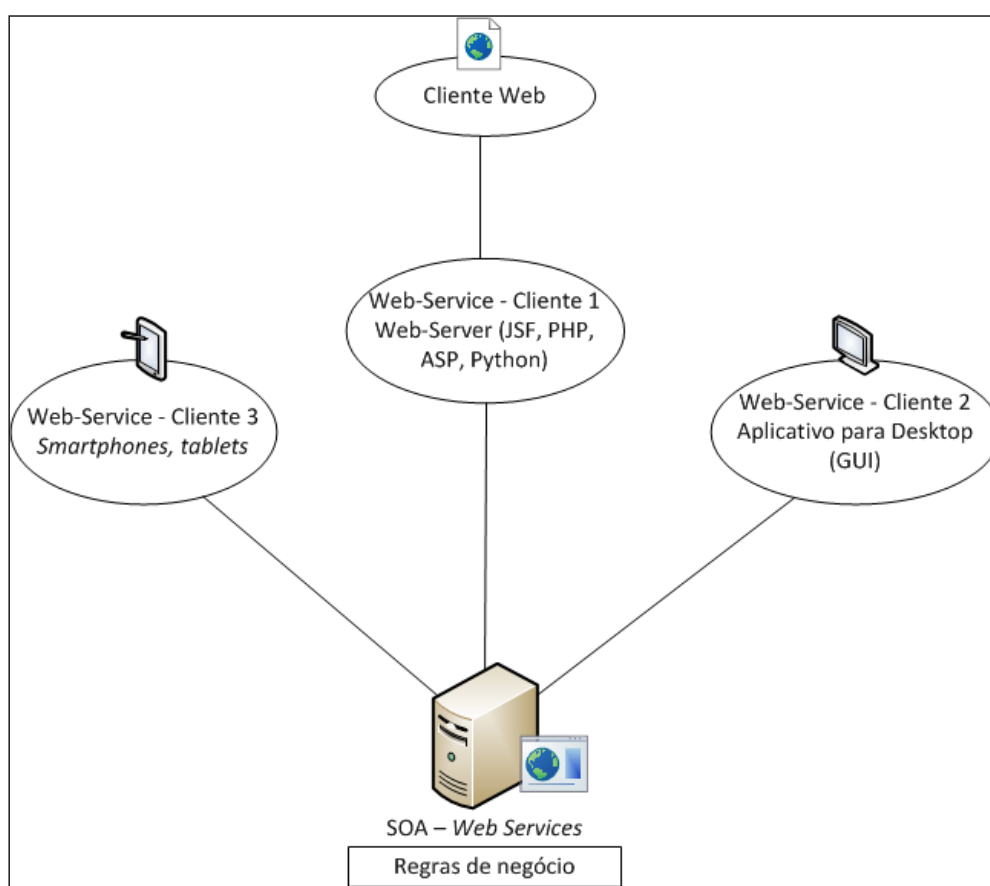 Cliente Web
Web-Service - Cliente 1
Web-Server (JSF, PHP,
ASP, Python)
Web-Service - Cliente 3
Smartphones, tablets
Web-Service - Cliente 2
Aplicativo para Desktop
(GUI)
SOA – Web Services
Regras de negócio